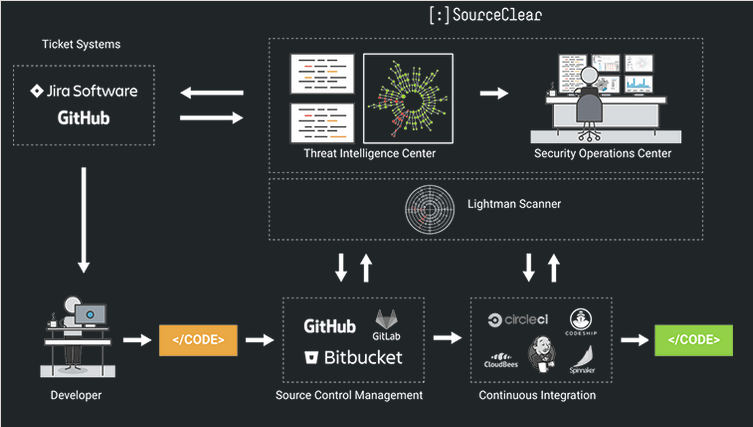 [:]SourceClear
Ticket Systems
Jira Software
GitHub
Threat Intelligence Center
Security Operations Center
Lightman Scanner
Developer
</CODE>
GitHub
GitLab
Bitbucket
Source Control Management
circleci
CODESHIP
CloudBees
Spinnaker
Continuous Integration
</CODE>